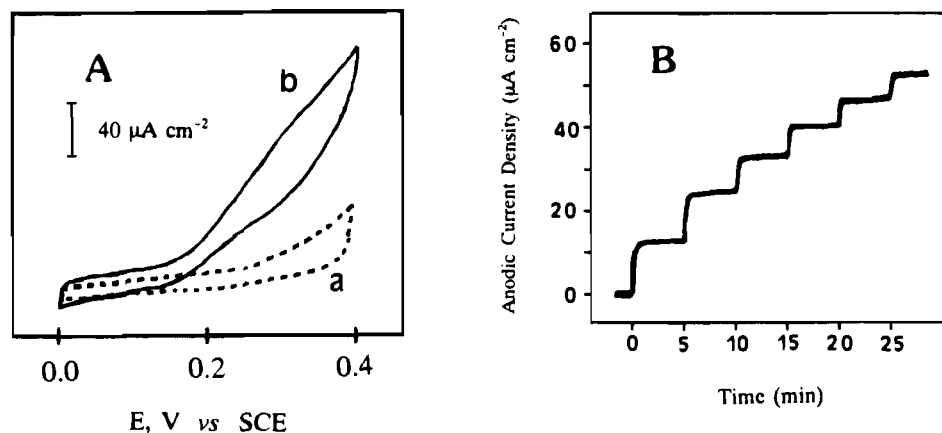 A
b
40 μA cm⁻²
a
0.0 0.2 0.4
E, V vs SCE
B
Anodic Current Density (μA cm⁻²)
60
40
20
0
0 5 10 15 20 25
Time (min)